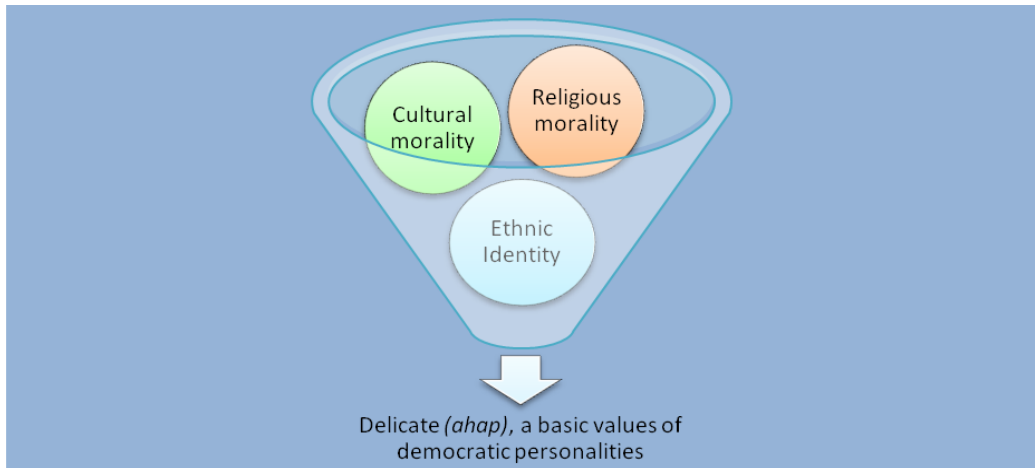 Cultural
morality
Religious
morality
Ethnic
Identity
Delicate (ahap), a basic values of
democratic personalities